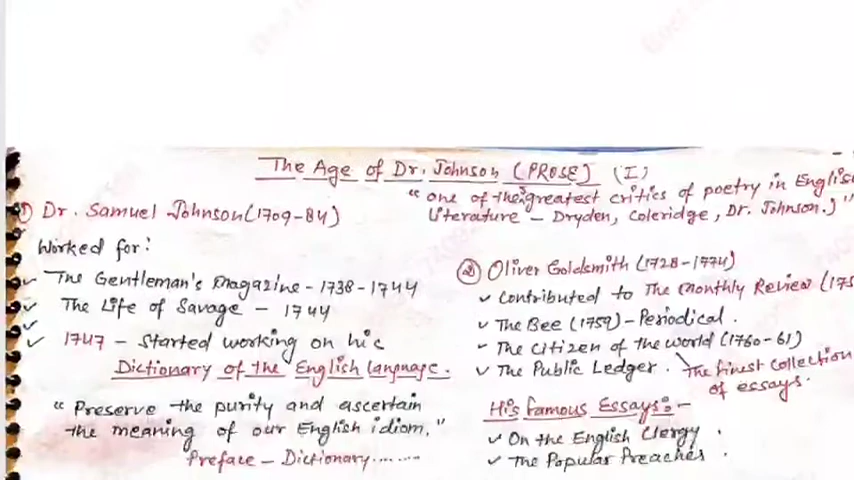 The Age of Dr. Johnson (PROSE) (I)
"one of the 3 greatest critics of poetry in English
Literature - Dryden, Coleridge, Dr. Johnson.)"
① Dr. Samuel Johnson (1709-84)
Worked for:
✓ The Gentleman's Magazine - 1738-1744
✓ The Life of Savage - 1744
✓
✓ 1747 - Started working on his
Dictionary of the English Language.
"Preserve the purity and ascertain
the meaning of our English idiom."
Preface - Dictionary........
② Oliver Goldsmith (1728-1774)
✓ Contributed to The Monthly Review (175
✓ The Bee (1759) - Periodical.
✓ The Citizen of the World (1760-61)
✓ The Public Ledger.
The finest collection
of essays.
His famous Essays:-
✓ On the English Clergy.
✓ The Popular Preaches.